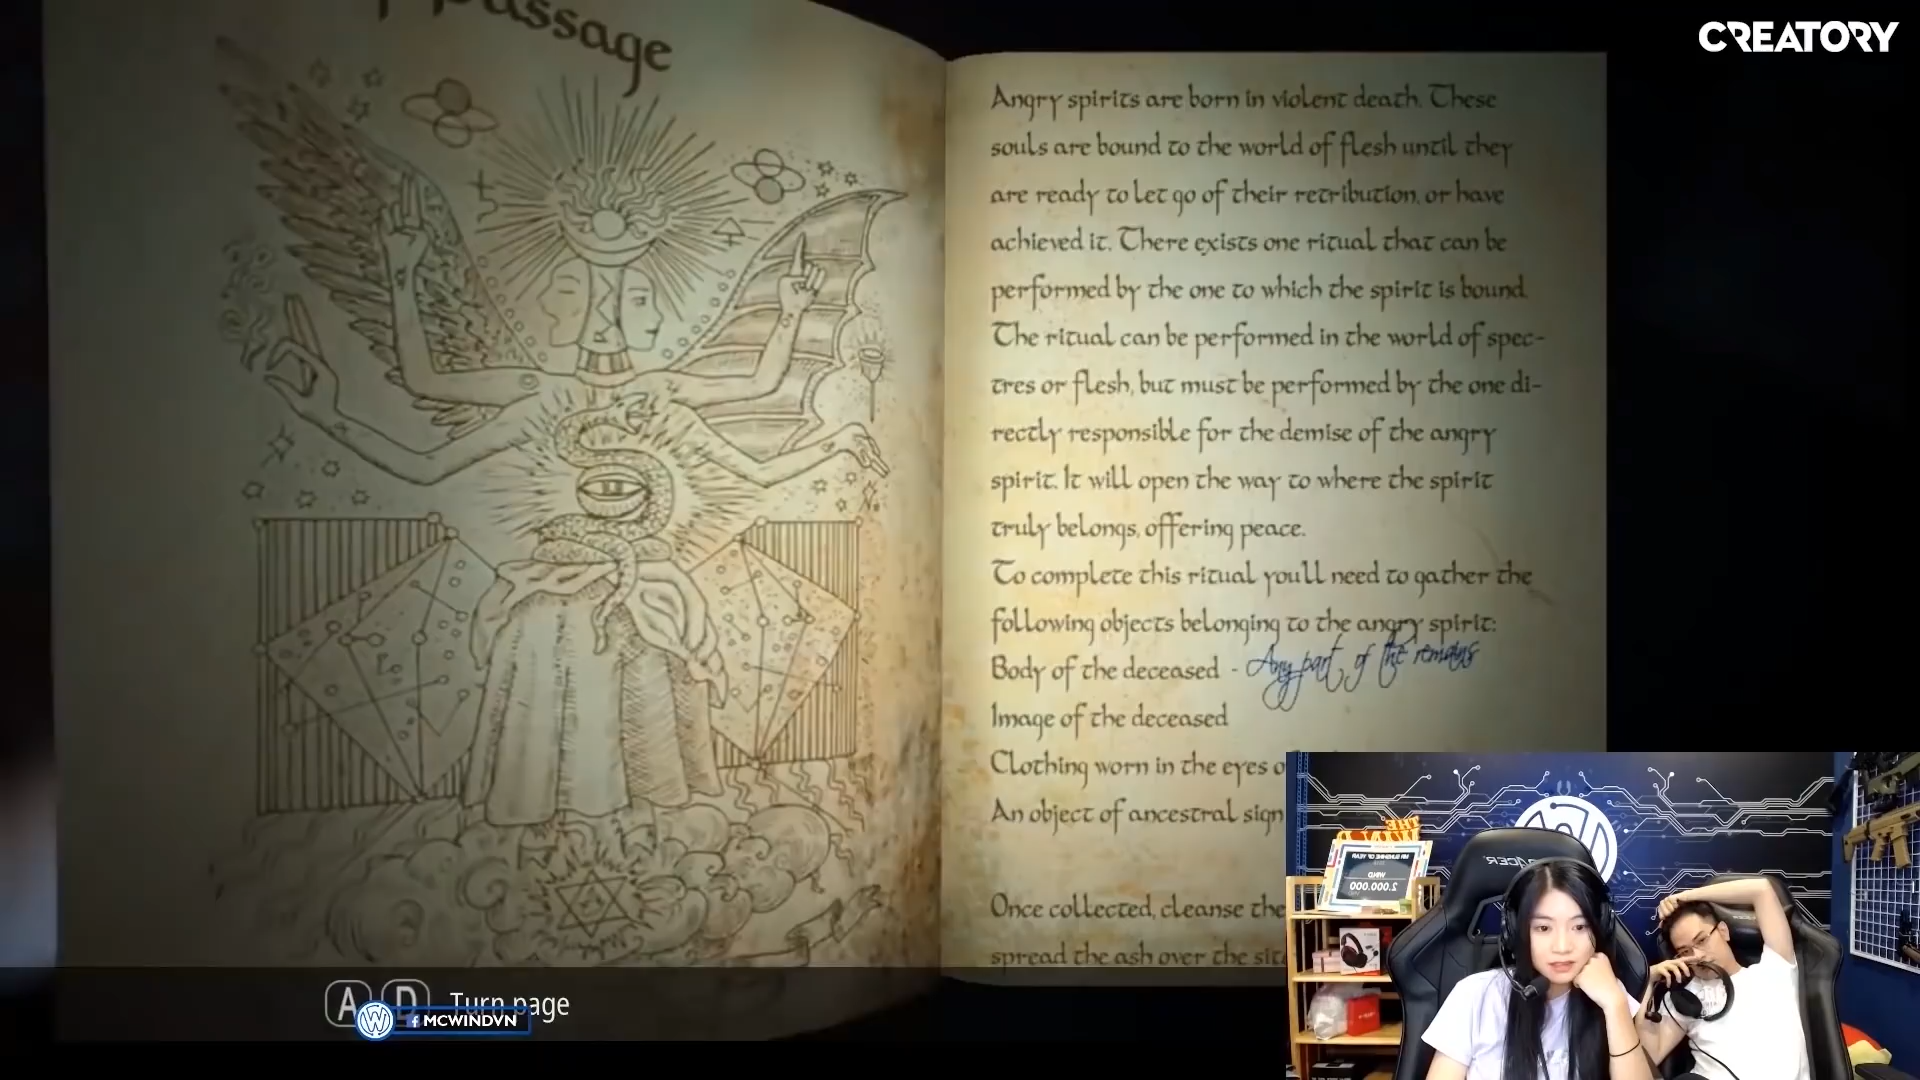 passage
CREATORY
Angry spirits are born in violent death. These
souls are bound to the world of flesh until they
are ready to let go of their retribution, or have
achieved it. There exists one ritual that can be
performed by the one to which the spirit is bound.
The ritual can be performed in the world of spec-
tres or flesh, but must be performed by the one di-
rectly responsible for the demise of the angry
spirit. It will open the way to where the spirit
truly belongs, offering peace.
To complete this ritual you'll need to gather the
following objects belonging to the angry spirit:
Body of the deceased - Any part of the remains
Image of the deceased
Clothing worn in the eyes o
An object of ancestral sign
Once collected, cleanse the
spread the ash over the sit
A D Turn page
MCWINDVN
WIND
2.000.000